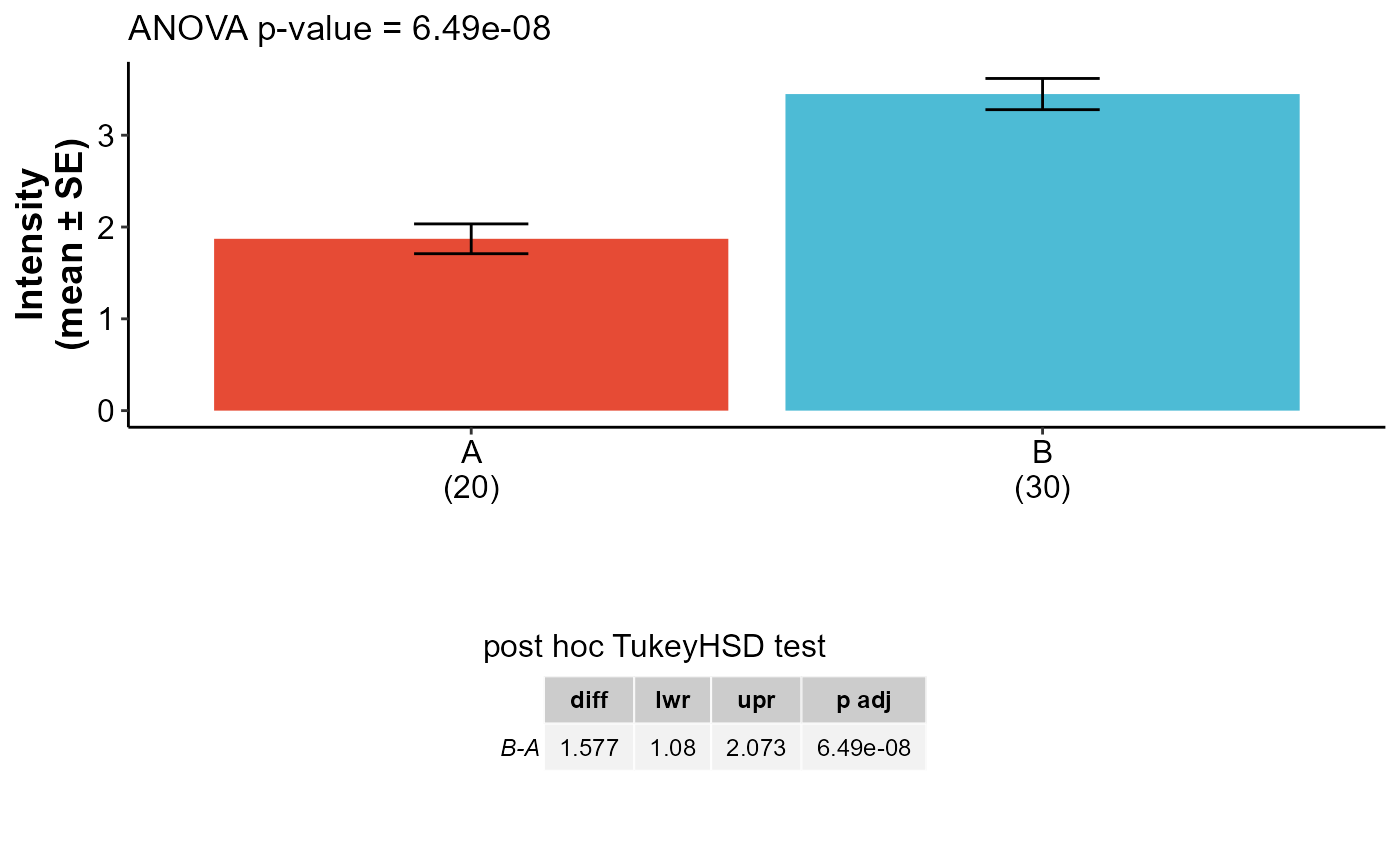 ANOVA p-value = 6.49e-08
Intensity
(mean ± SE)
3
2
1
0
A
(20)
B
(30)
post hoc TukeyHSD test
diff lwr upr p adj
B-A 1.577 1.08 2.073 6.49e-08